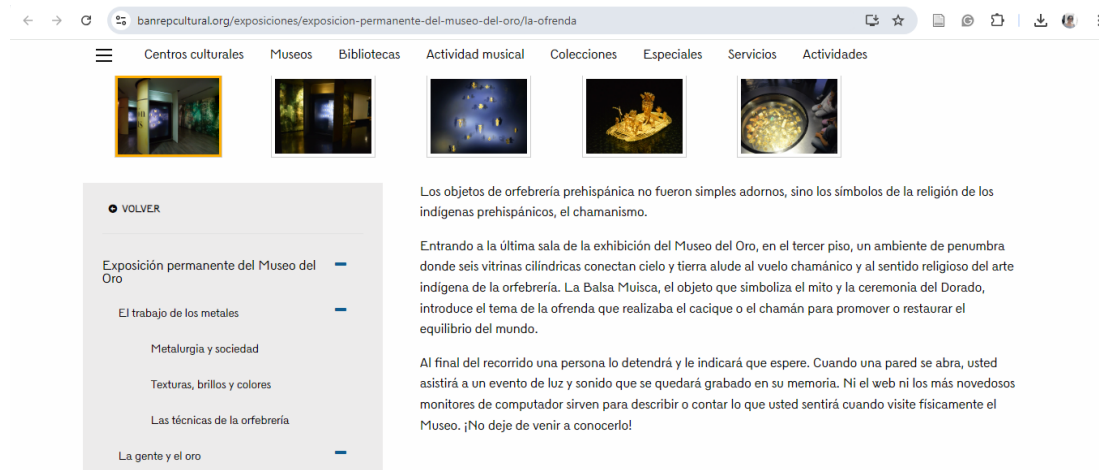 banrepcultural.org/exposiciones/exposicion-permanente-del-museo-del-oro/la-ofrenda
Centros culturales Museos Bibliotecas Actividad musical Colecciones Especiales Servicios Actividades
VOLVER
Exposición permanente del Museo del
Oro
El trabajo de los metales
Metalurgia y sociedad
Texturas, brillos y colores
Las técnicas de la orfebrería
La gente y el oro
Los objetos de orfebrería prehispánica no fueron simples adornos, sino los símbolos de la religión de los
indígenas prehispánicos, el chamanismo.
Entrando a la última sala de la exhibición del Museo del Oro, en el tercer piso, un ambiente de penumbra
donde seis vitrinas cilíndricas conectan cielo y tierra alude al vuelo chamánico y al sentido religioso del arte
indígena de la orfebrería. La Balsa Muisca, el objeto que simboliza el mito y la ceremonia del Dorado,
introduce el tema de la ofrenda que realizaba el cacique o el chamán para promover o restaurar el
equilibrio del mundo.
Al final del recorrido una persona lo detendrá y le indicará que espere. Cuando una pared se abra, usted
asistirá a un evento de luz y sonido que se quedará grabado en su memoria. Ni el web ni los más novedosos
monitores de computador sirven para describir o contar lo que usted sentirá cuando visite físicamente el
Museo. ¡No deje de venir a conocerlo!